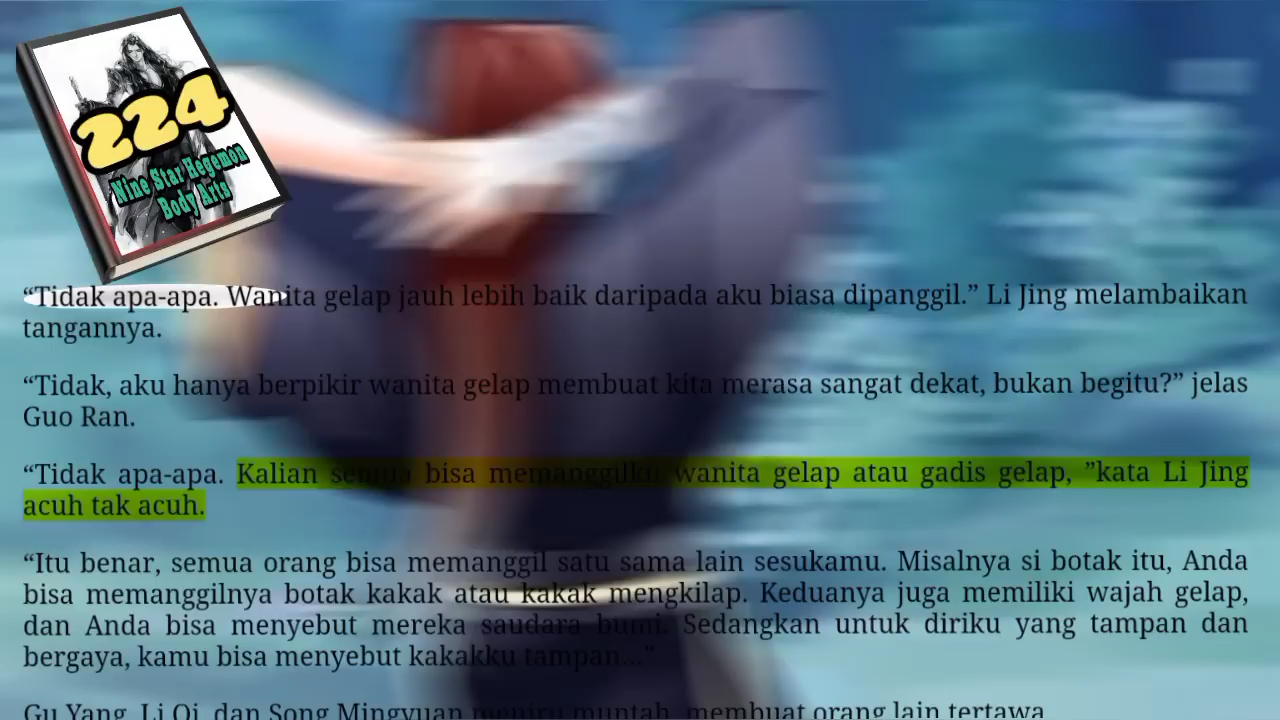 224
Nine Star Hegemon
Body Arts
“Tidak apa-apa. Wanita gelap jauh lebih baik daripada aku biasa dipanggil.” Li Jing melambaikan
tangannya.
“Tidak, aku hanya berpikir wanita gelap membuat kita merasa sangat dekat, bukan begitu?” jelas
Guo Ran.
“Tidak apa-apa. Kalian semua bisa memanggilku wanita gelap atau gadis gelap, ”kata Li Jing
acuh tak acuh.
“Itu benar, semua orang bisa memanggil satu sama lain sesukamu. Misalnya si botak itu, Anda
bisa memanggilnya botak kakak atau kakak mengkilap. Keduanya juga memiliki wajah gelap,
dan Anda bisa menyebut mereka saudara bumi. Sedangkan untuk diriku yang tampan dan
bergaya, kamu bisa menyebut kakakku tampan...”
Gu Yang, Li Qi, dan Song Mingyuan meniru muntah, membuat orang lain tertawa.